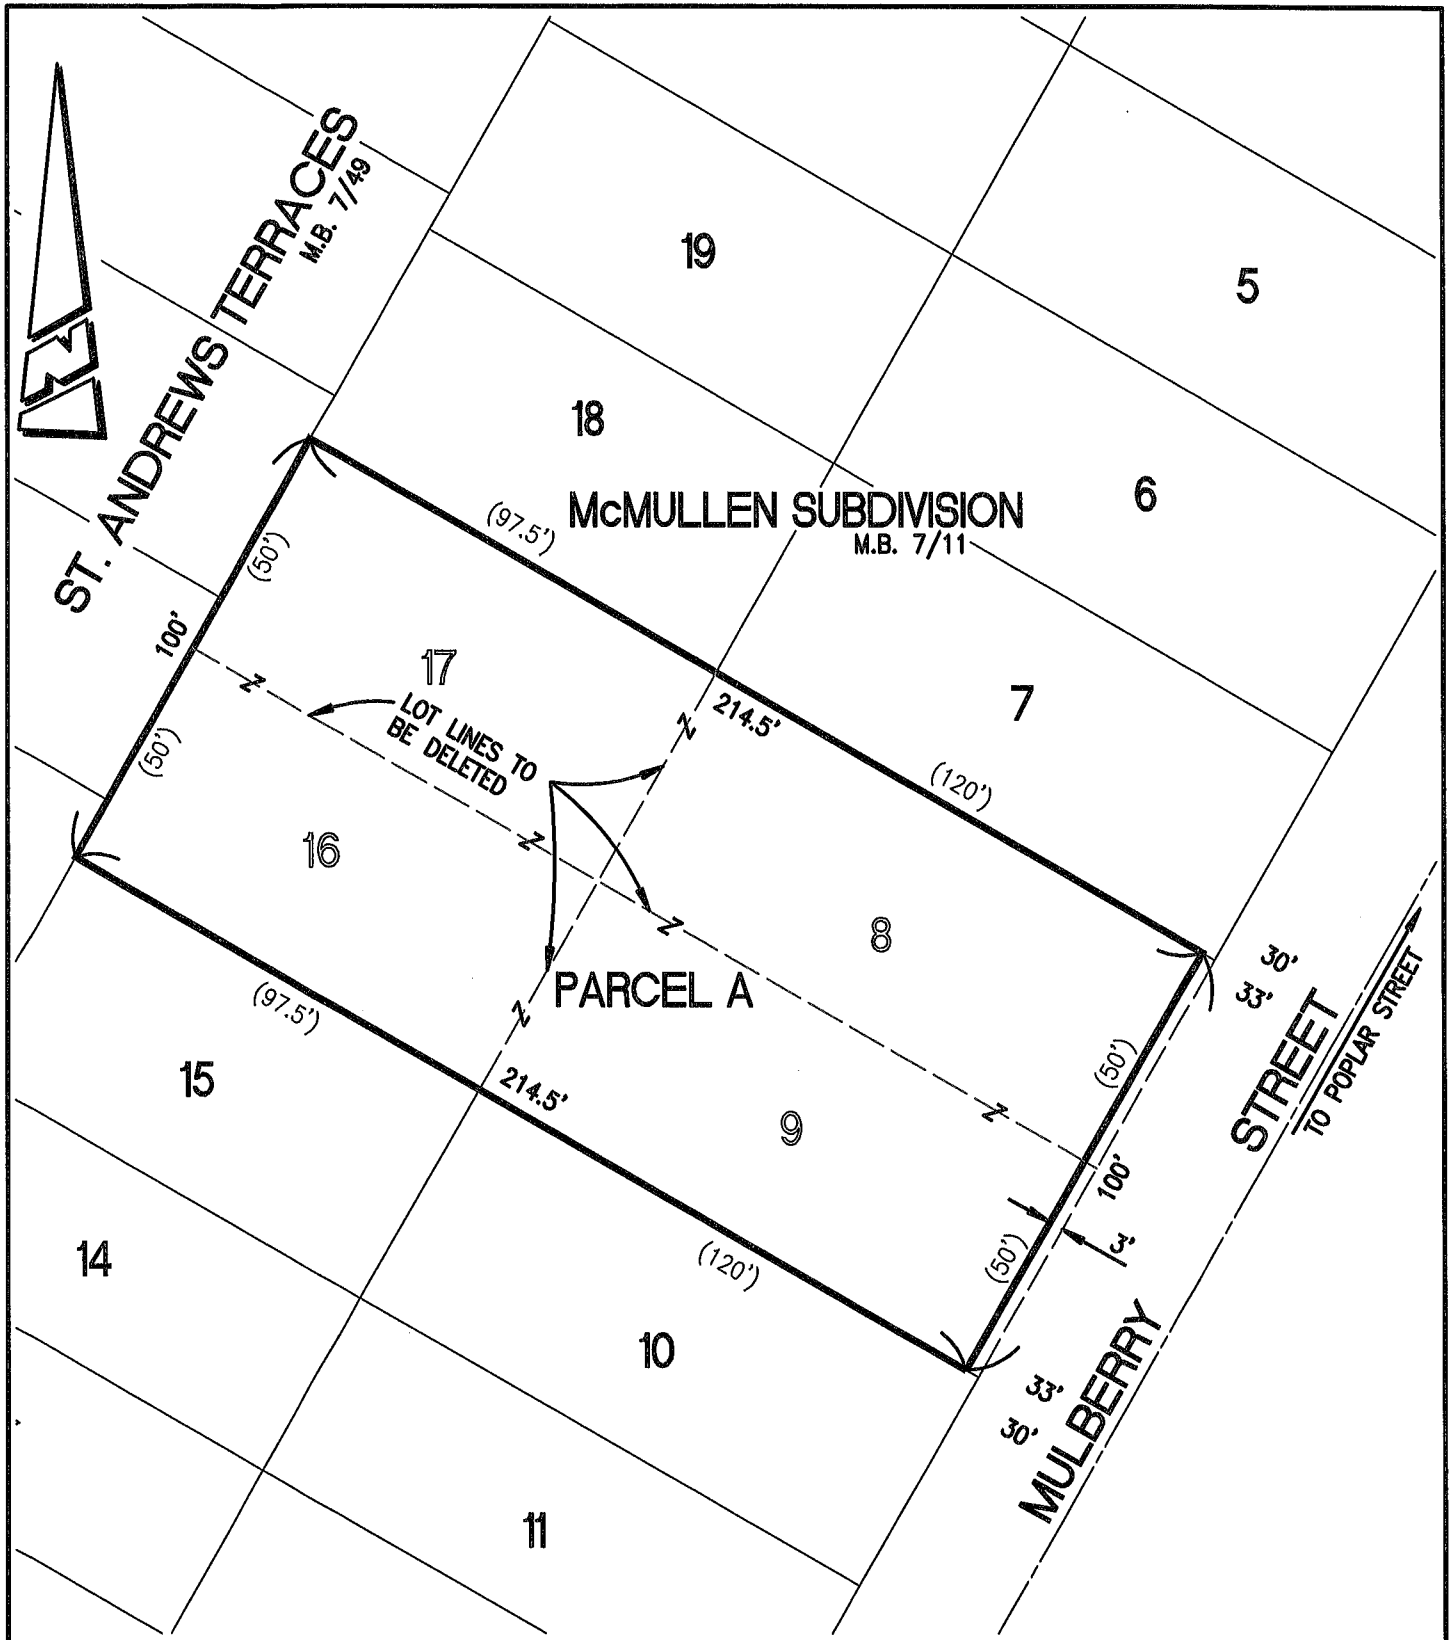 N
ST. ANDREWS TERRACES
M.B. 7/49
19
5
18
6
McMULLEN SUBDIVISION
M.B. 7/11
(97.5')
(50')
100'
17
7
LOT LINES TO
BE DELETED
Z
Z
214.5'
(50')
(120')
16
Z
Z
8
PARCEL A
30'
33'
(97.5')
Z
15
214.5'
9
(50')
Z
STREET
TO POPLAR STREET
100'
14
(120')
(50')
3'
10
33'
30'
MULBERRY
11